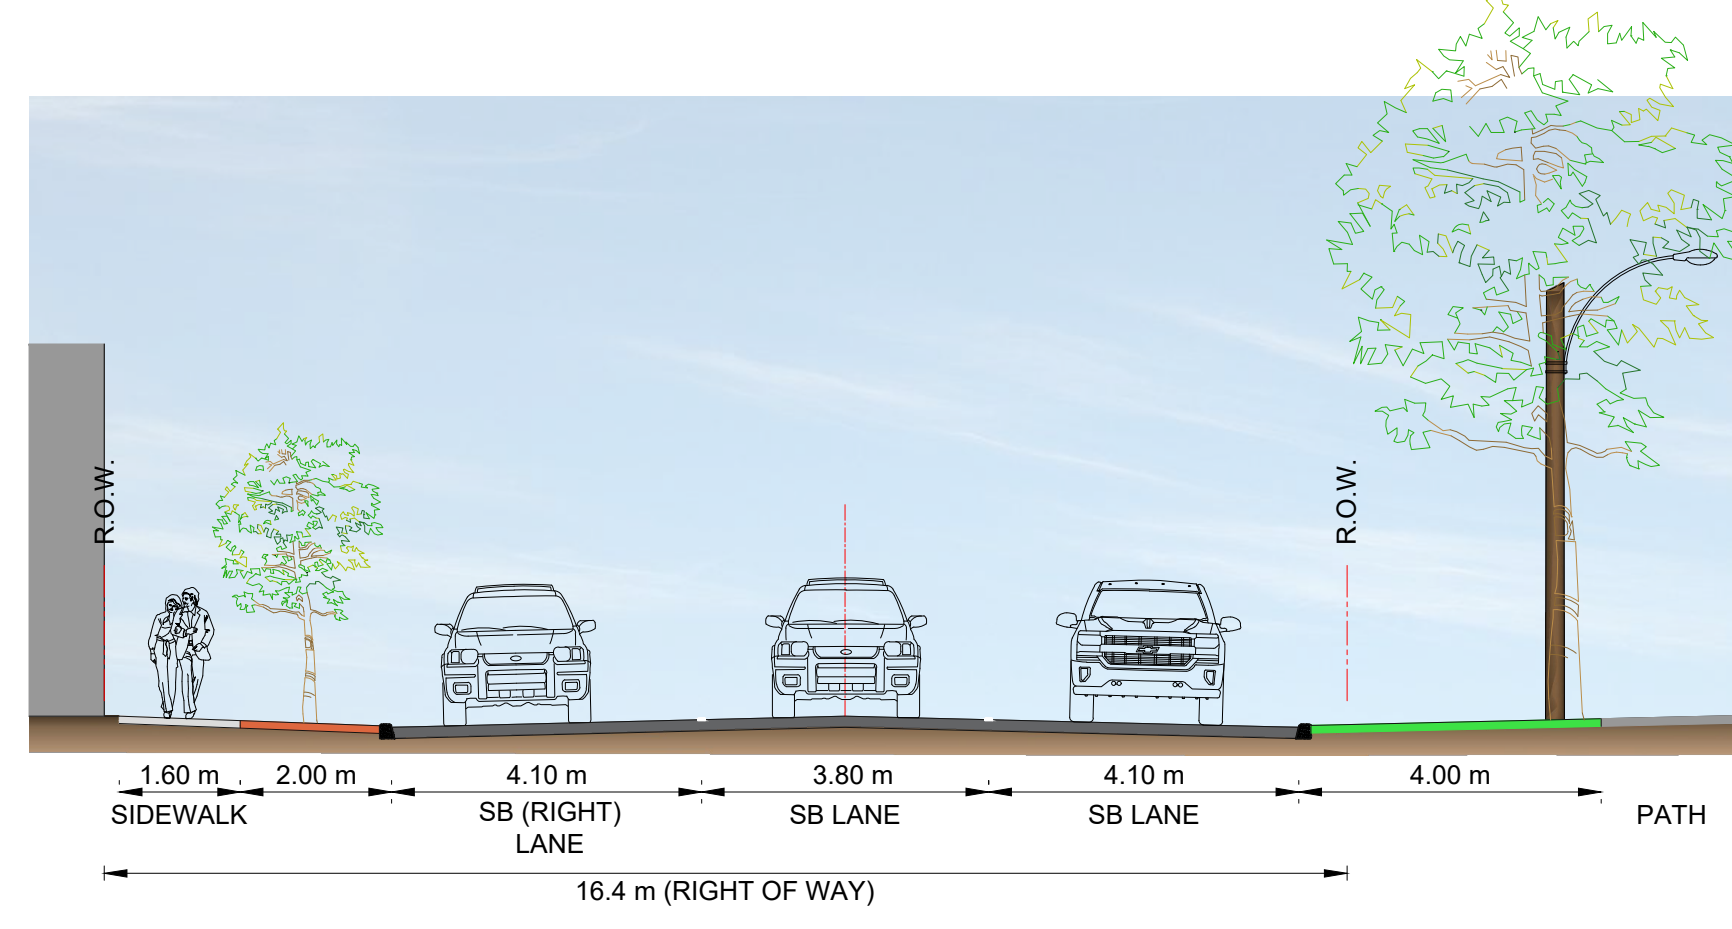 R.O.W.
R.O.W.
1.60 m
2.00 m
4.10 m
3.80 m
4.10 m
4.00 m
SIDEWALK
SB (RIGHT)
LANE
SB LANE
SB LANE
PATH
16.4 m (RIGHT OF WAY)